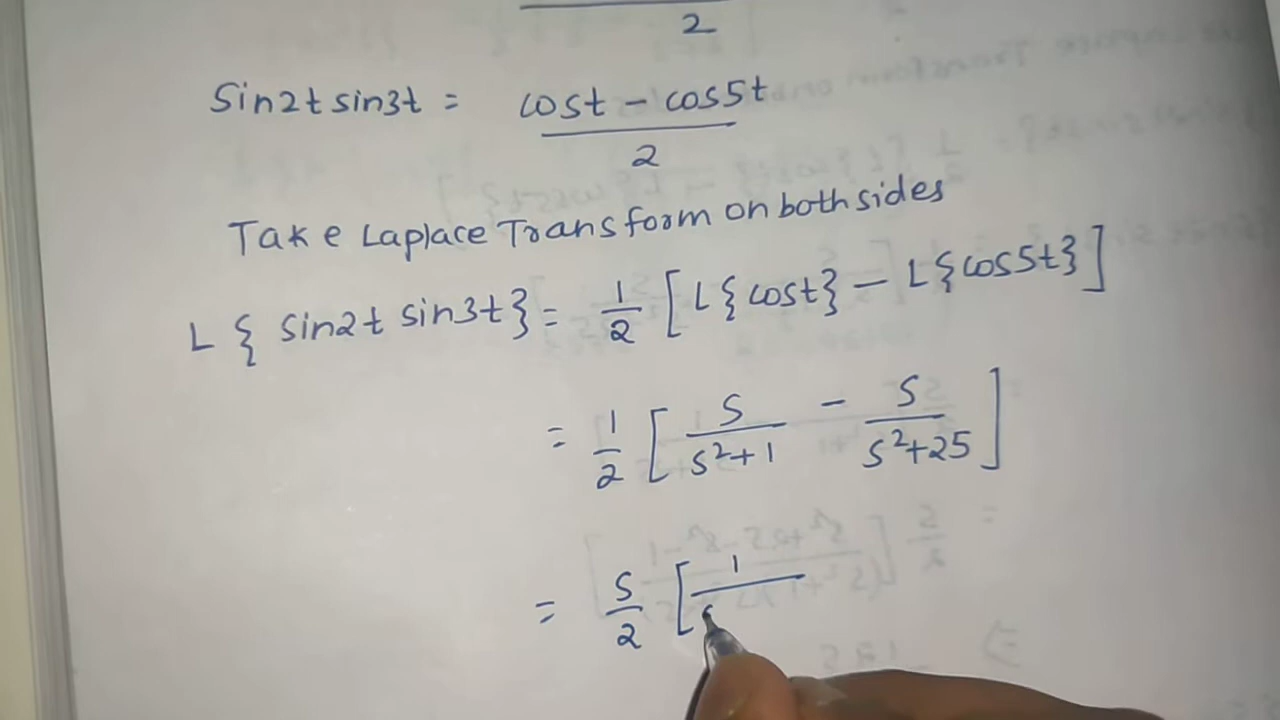 2
Sin2t sin3t = cost - cos5t
2
Take Laplace Transform on both sides
L { sin2t sin3t} = 1/2 [L{cost} - L{cos5t}]
= 1/2 [s/s²+1 - s/s²+25]
= s/2 [1/s